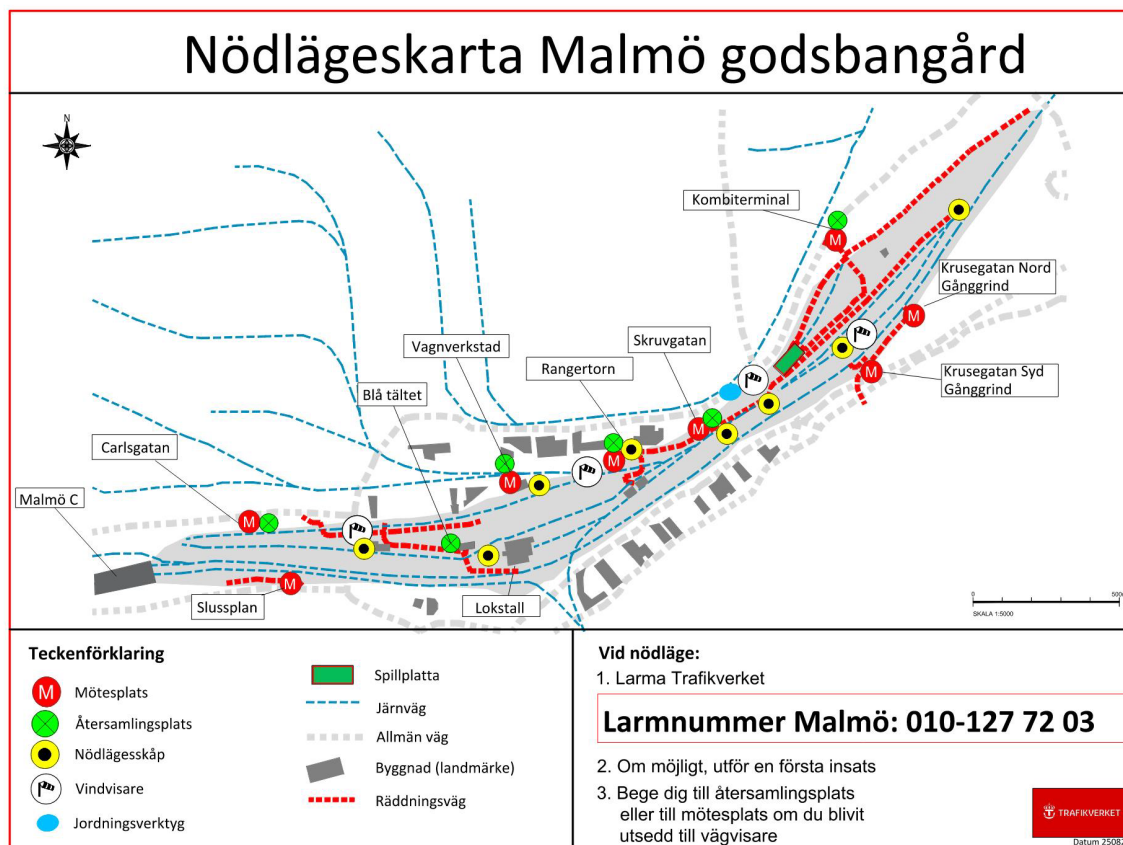 Nödlägeskarta Malmö godsbangård
N
Kombiterminal
M
Krusegatan Nord
Gånggrind
M
Skruvgatan
Vagnverkstad
Rangertorn
Krusegatan Syd
Gånggrind
M
Blå tältet
M
M
Carlsgatan
M
Malmö C
M
M
Slussplan
Lokstall
0
SKALA 1:5000
Teckenförklaring
M Mötesplats
Återsamlingsplats
Nödlägesskåp
Vindvisare
Jordningsverktyg
Spillplatta
Järnväg
Allmän väg
Byggnad (landmärke)
Räddningsväg
Vid nödläge:
1. Larma Trafikverket
Larmnummer Malmö: 010-127 72 03
2. Om möjligt, utför en första insats
3. Bege dig till återsamlingsplats
eller till mötesplats om du blivit
utsedd till vägvisare
TRAFIKVERKET
Datum 25082